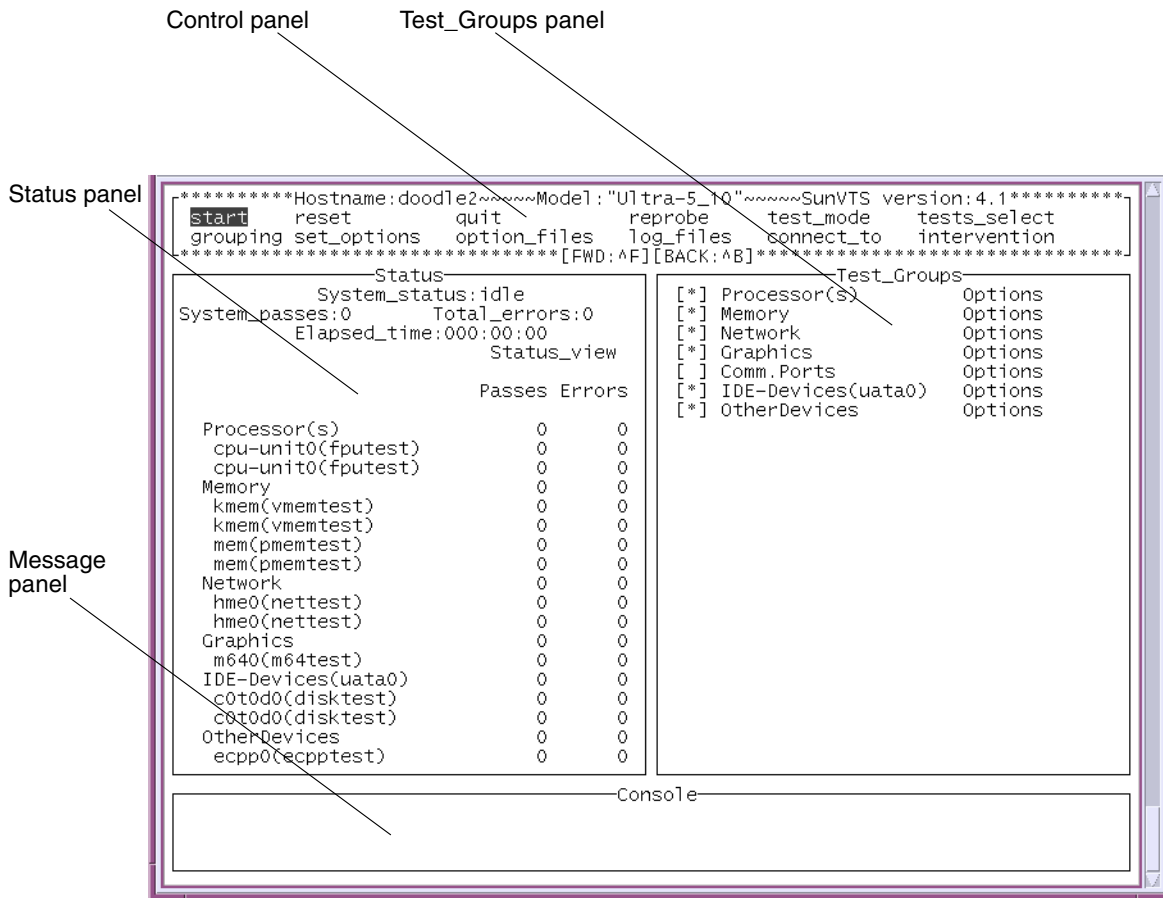 Control panel
Test_Groups panel
Status panel
Message
panel
**********Hostname:doodle2~~~~~Model:"Ultra-5_10"~~~~~SunVTS version:4.1**********
start reset quit reprobe test_mode tests_select
grouping set_options option_files log_files connect_to intervention
**********************************[FWD:^F][BACK:^B]**********************************
Status
System_status:idle
System_passes:0 Total_errors:0
Elapsed_time:000:00:00
Status_view
Passes Errors
Processor(s) 0 0
cpu-unit0(fputest) 0 0
cpu-unit0(fputest) 0 0
Memory 0 0
kmem(vmemtest) 0 0
kmem(vmemtest) 0 0
mem(pmemtest) 0 0
mem(pmemtest) 0 0
Network 0 0
hme0(nettest) 0 0
hme0(nettest) 0 0
Graphics 0 0
m640(m64test) 0 0
IDE-Devices(uata0) 0 0
c0t0d0(disktest) 0 0
c0t0d0(disktest) 0 0
OtherDevices 0 0
ecpp0(ecpptest) 0 0
Test_Groups
[*] Processor(s) Options
[*] Memory Options
[*] Network Options
[*] Graphics Options
[ ] Comm.Ports Options
[*] IDE-Devices(uata0) Options
[*] OtherDevices Options
Console